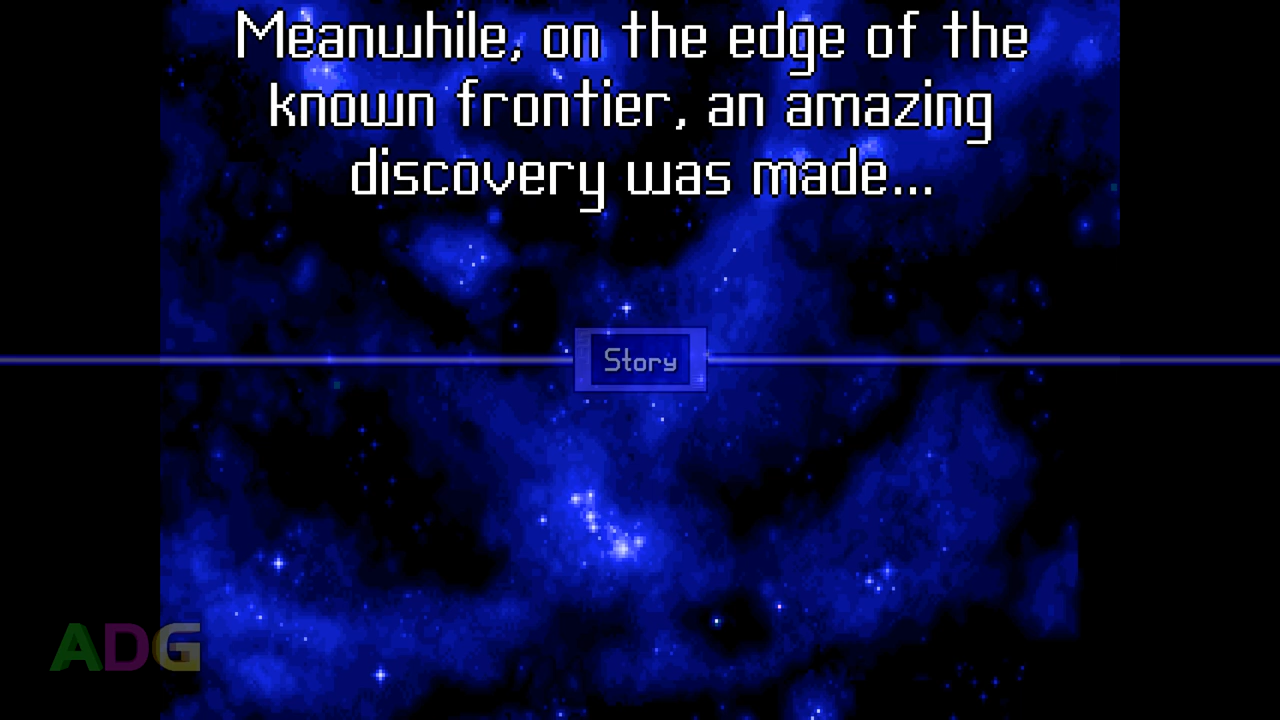 Meanwhile, on the edge of the
known frontier, an amazing
discovery was made...
Story
ADG